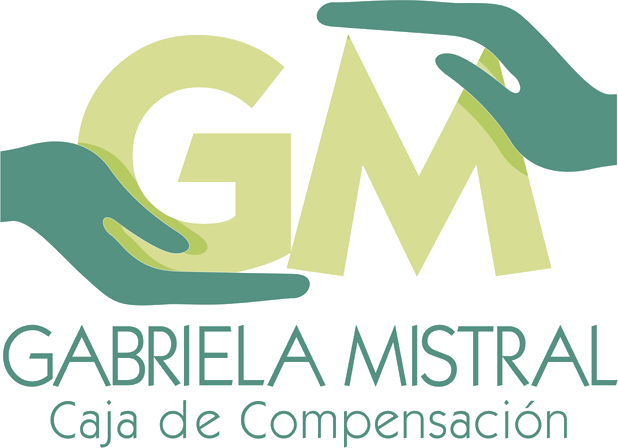 GM
GABRIELA MISTRAL
Caja de Compensación